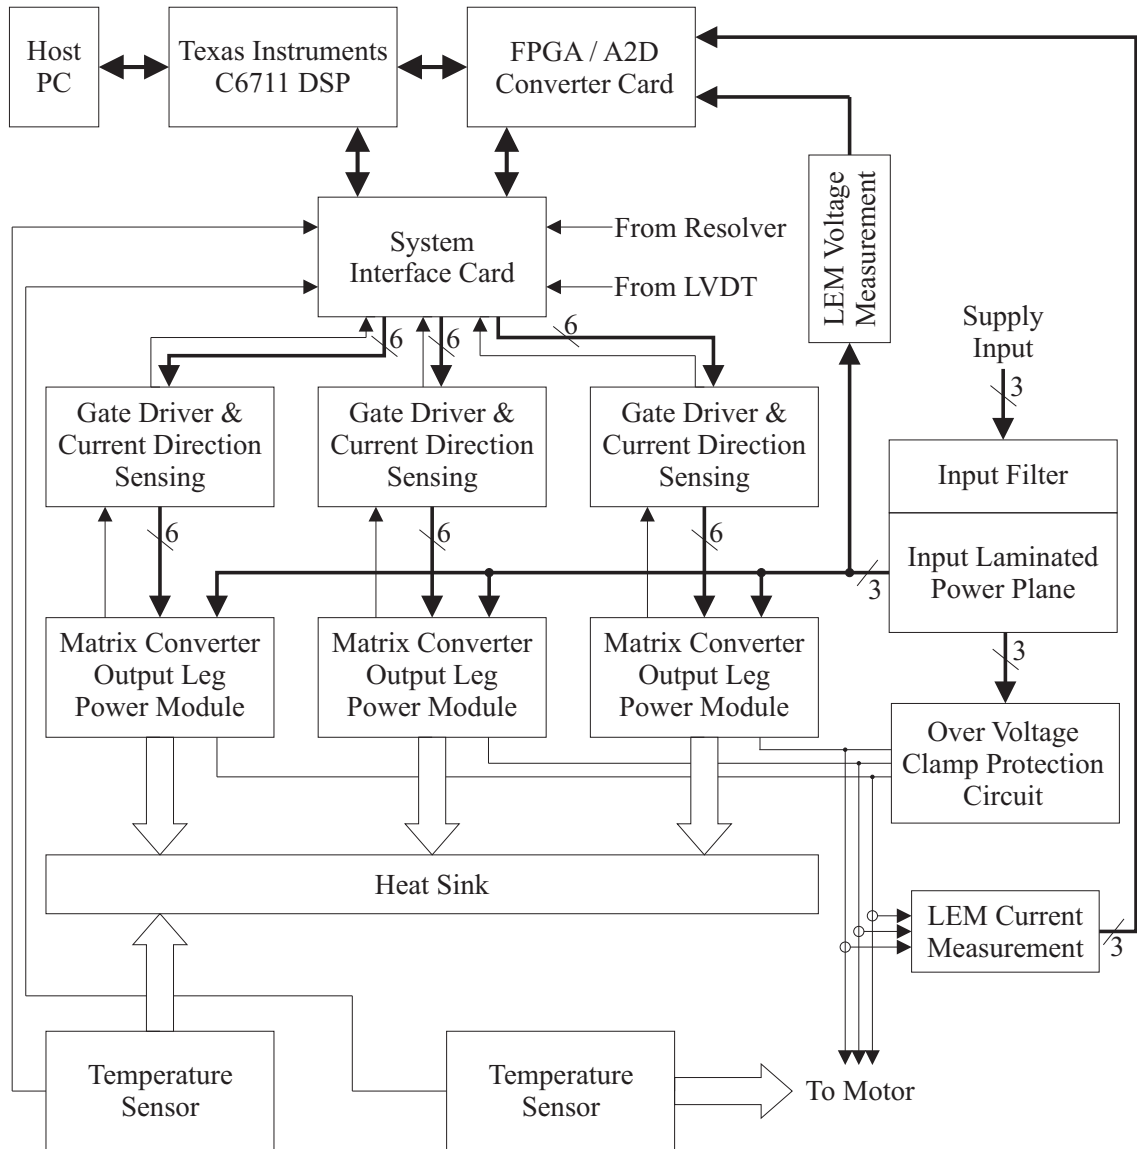 Host
PC
Texas Instruments
C6711 DSP
FPGA / A2D
Converter Card
LEM Voltage
Measurement
System
Interface Card
From Resolver
From LVDT
Supply
Input
3
6
6
6
Gate Driver &
Current Direction
Sensing
Gate Driver &
Current Direction
Sensing
Gate Driver &
Current Direction
Sensing
Input Filter
Input Laminated
Power Plane
6
6
6
3
3
Matrix Converter
Output Leg
Power Module
Matrix Converter
Output Leg
Power Module
Matrix Converter
Output Leg
Power Module
Over Voltage
Clamp Protection
Circuit
Heat Sink
LEM Current
Measurement
3
Temperature
Sensor
Temperature
Sensor
To Motor